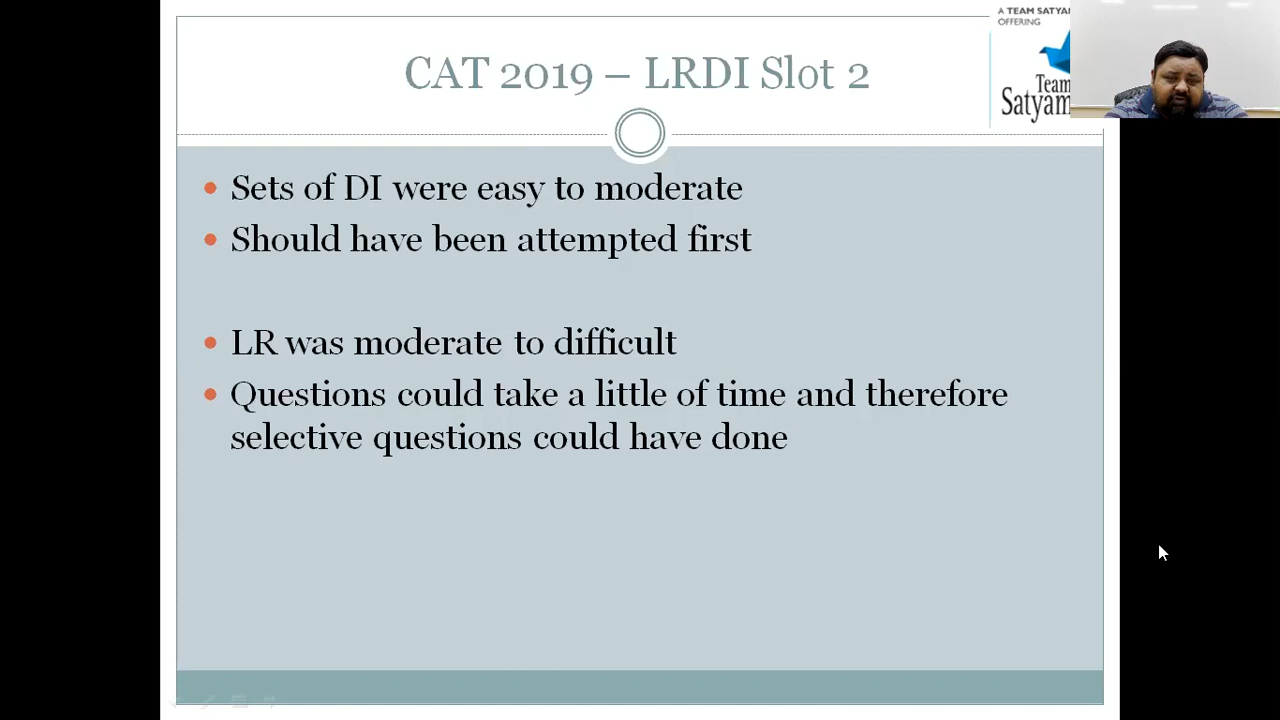 A TEAM SATYAM
OFFERING
CAT 2019 – LRDI Slot 2
Team
Satyam
Sets of DI were easy to moderate
Should have been attempted first
LR was moderate to difficult
Questions could take a little of time and therefore
selective questions could have done